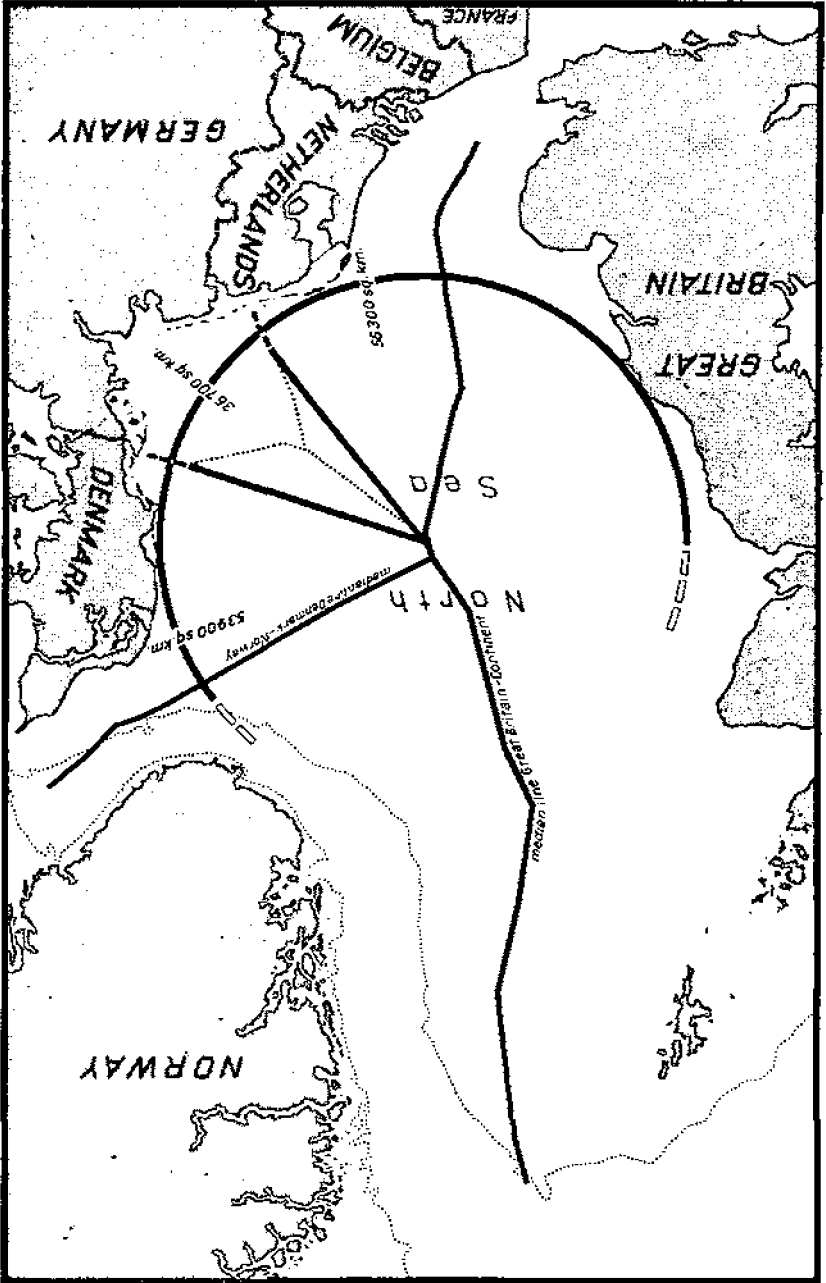 NORWAY
median line Great Britain-Continent
53900 sq km.
median line Denmark-Norway
North
DENMARK
Sea
36700 sq km
GREAT
BRITAIN
56300 sq km.
NETHERLANDS
GERMANY
BELGIUM
FRANCE